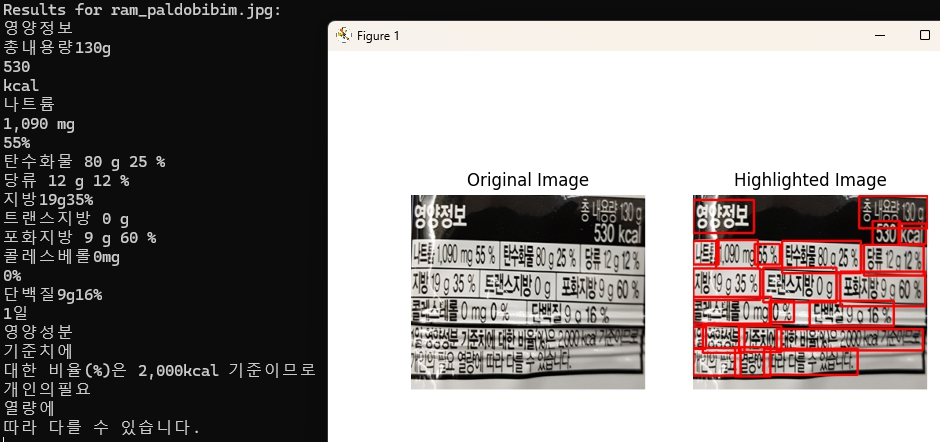 Results for ram_paldobibim.jpg:
영양정보
총내용량130g
530
kcal
나트륨
1,090 mg
55%
탄수화물 80 g 25 %
당류 12 g 12 %
지방19g35%
트랜스지방 0 g
포화지방 9 g 60 %
콜레스베롤0mg
0%
단백질9g16%
1일
영양성분
기준치에
대한 비율(%)은 2,000kcal 기준이므로
개인의필요
열량에
따라 다를 수 있습니다.
Figure 1
Original Image
영양정보 총 내용량 130 g
530 kcal
나트륨 1,090 mg 55 % 탄수화물 80 g 25 % 당류 12 g 12 %
지방 19 g 35 % 트랜스지방 0 g 포화지방 9 g 60 %
콜레스테롤 0 mg 0 % 단백질 9 g 16 %
영양성분 기준치에 대한 비율(%)은 2,000 kcal 기준이므로
개인의 필요 열량에 따라 다를 수 있습니다.
Highlighted Image
영양정보 총 내용량 130 g
530 kcal
나트륨 1,090 mg 55 % 탄수화물 80 g 25 % 당류 12 g 12 %
지방 19 g 35 % 트랜스지방 0 g 포화지방 9 g 60 %
콜레스테롤 0 mg 0 % 단백질 9 g 16 %
영양성분 기준치에 대한 비율(%)은 2,000 kcal 기준이므로
개인의 필요 열량에 따라 다를 수 있습니다.